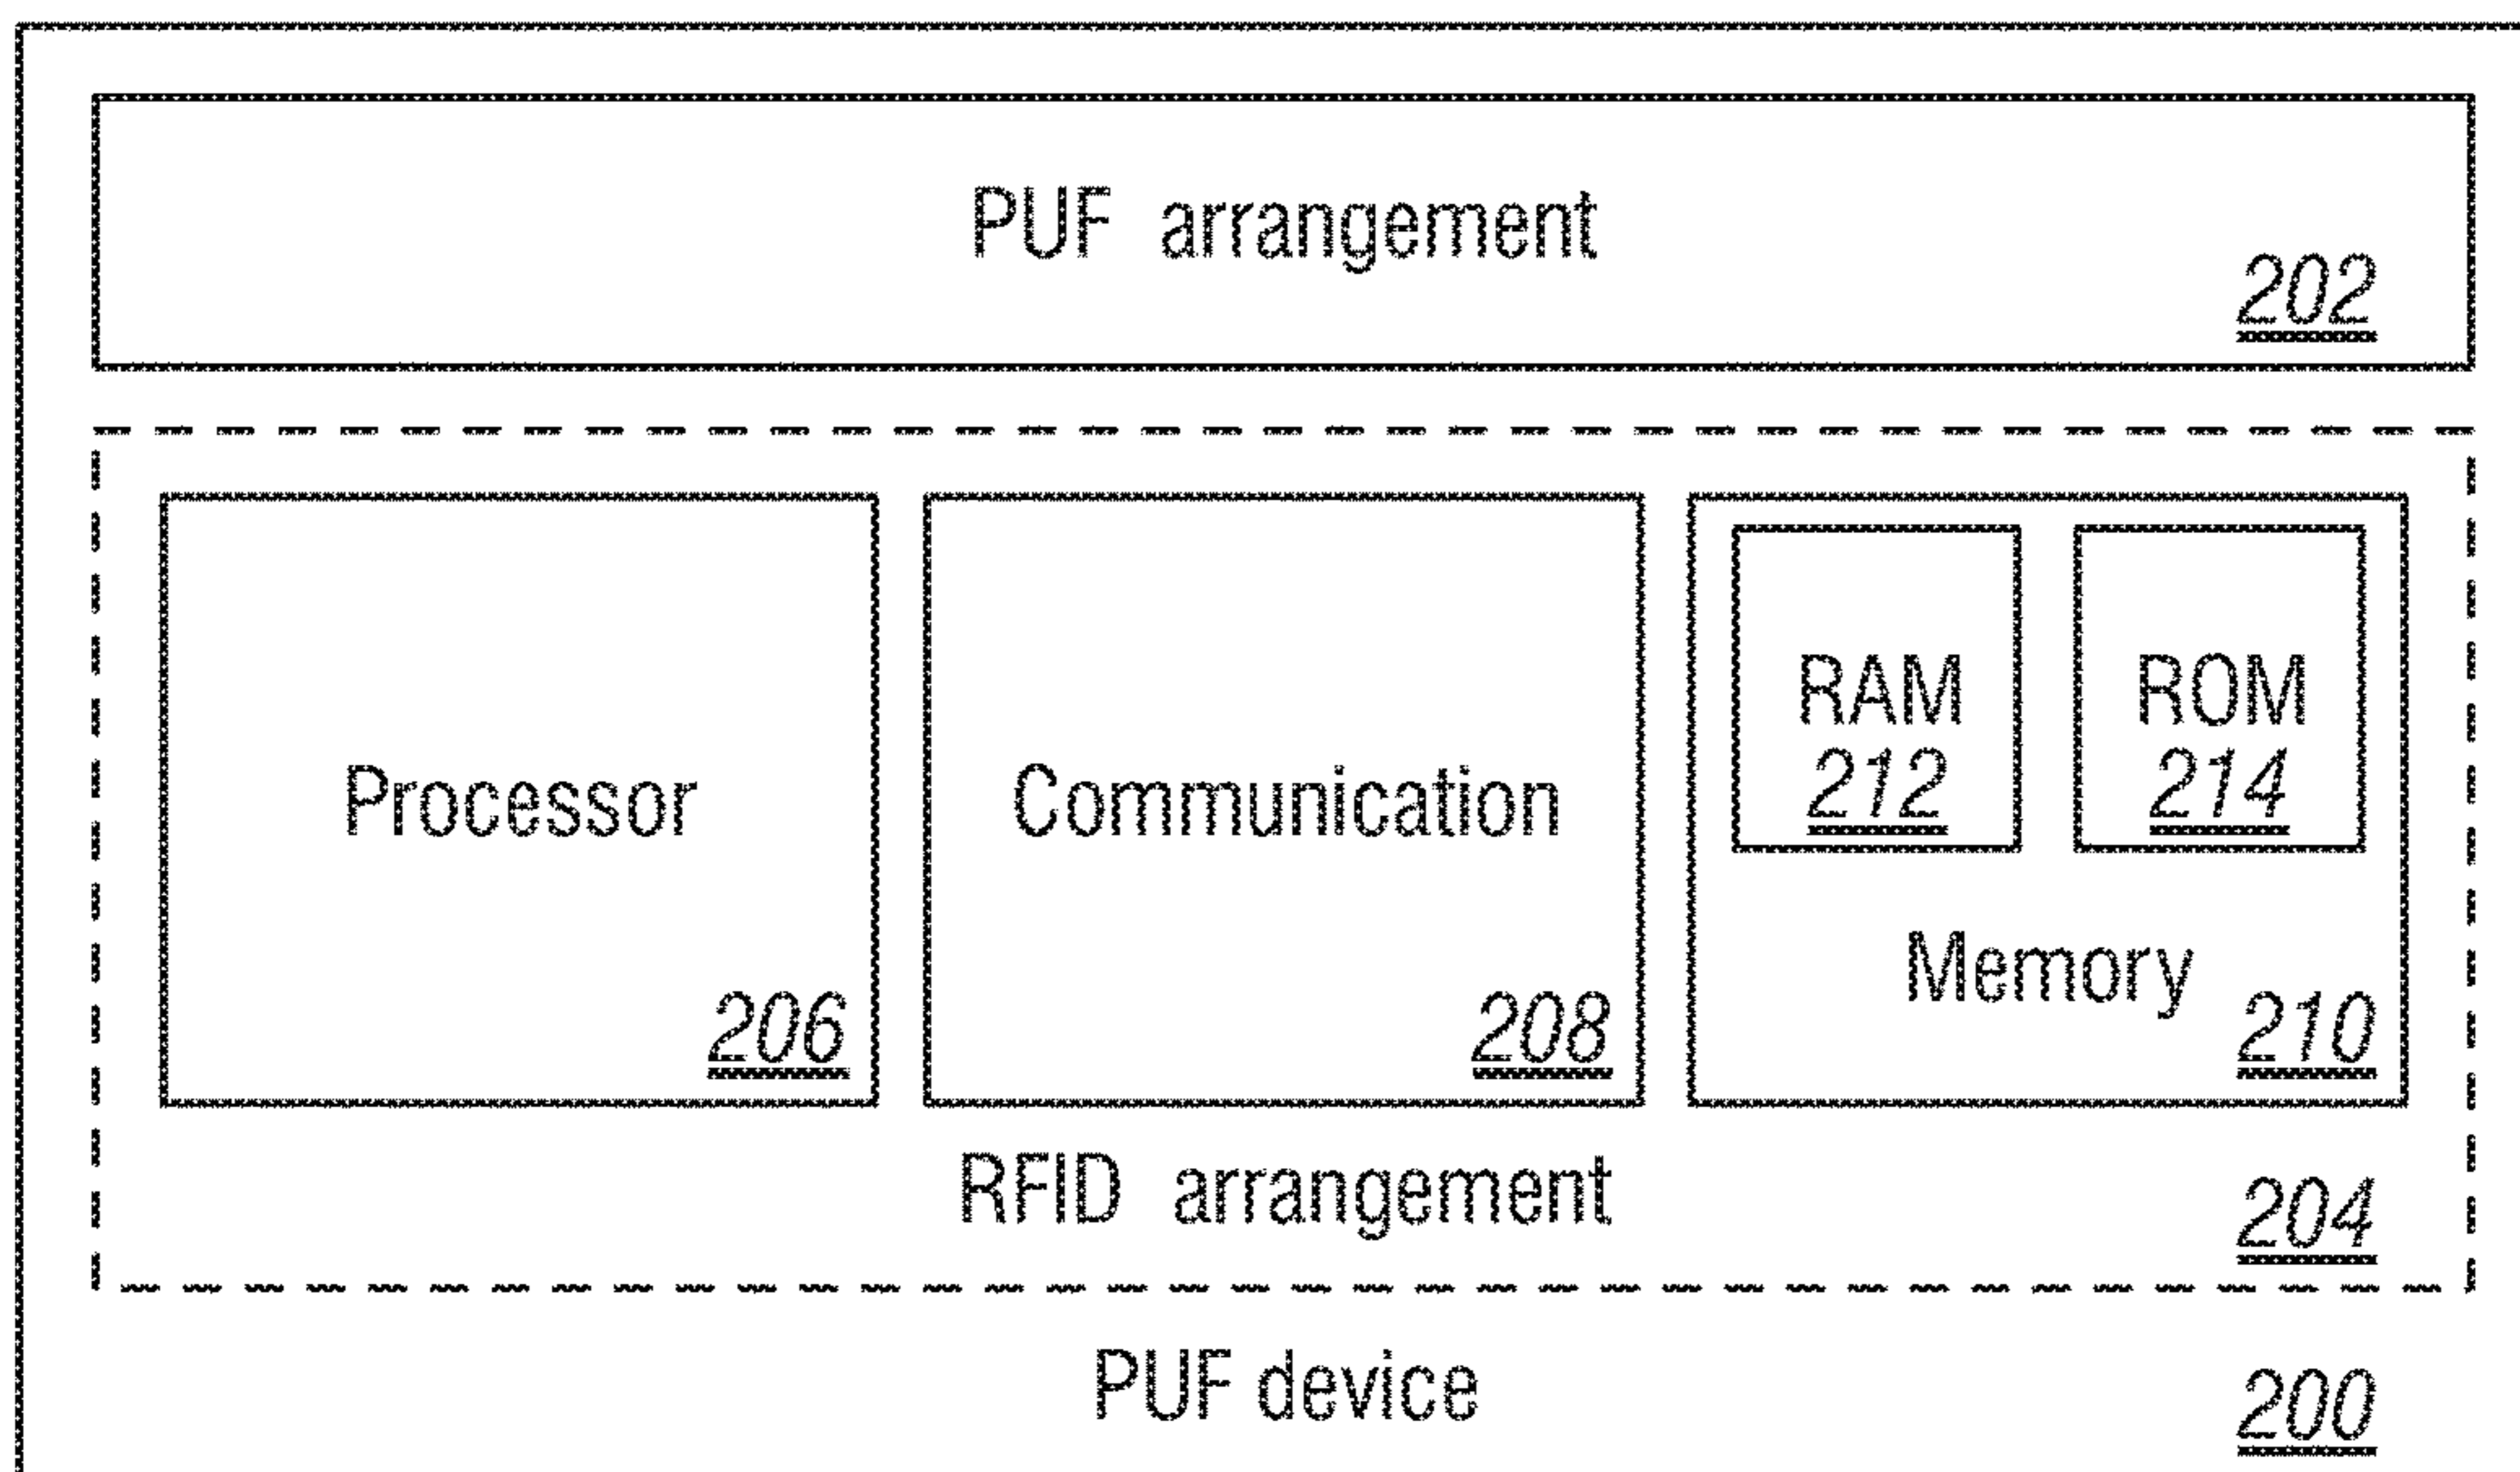 PUF arrangement
202
RAM
212
ROM
214
Processor
206
Communication
208
Memory
210
RFID arrangement
204
PUF device
200